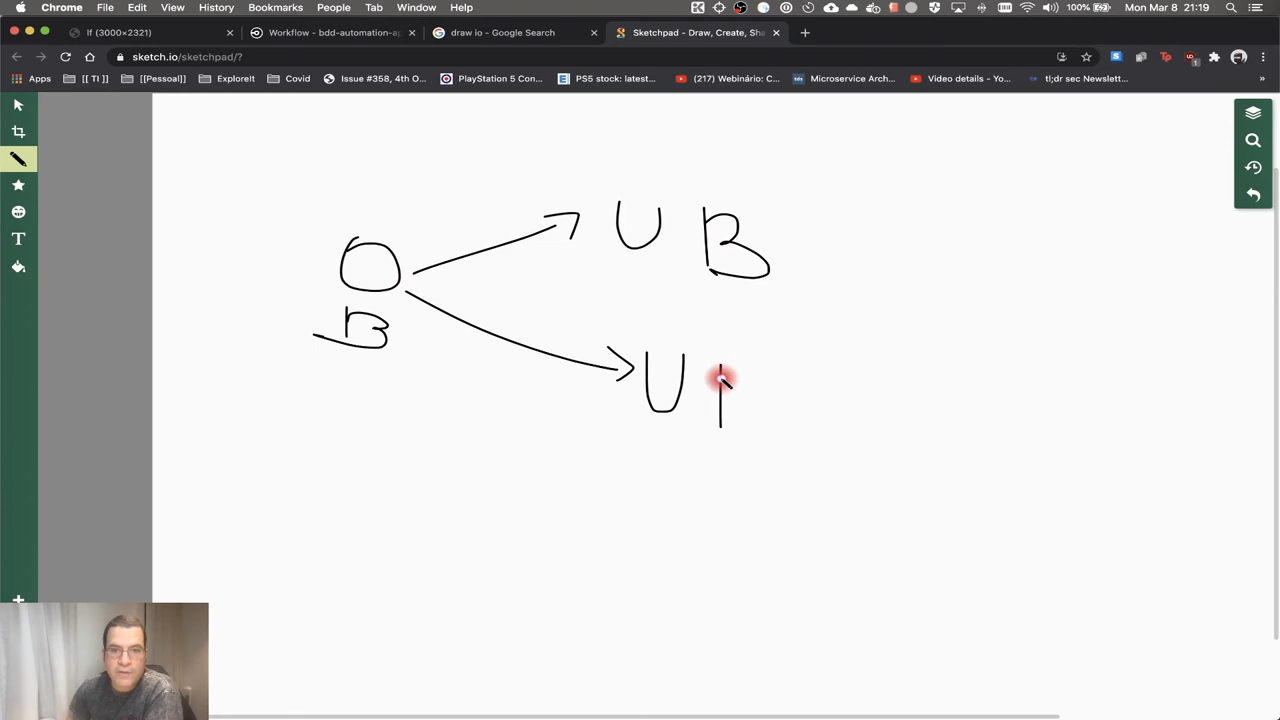 Chrome File Edit View History Bookmarks People Tab Window Help 100% Mon Mar 8 21:19
lf (3000×2321) Workflow - bdd-automation-ap draw io - Google Search Sketchpad - Draw, Create, Sha
sketch.io/sketchpad/?
Apps [[ TI ]] [[Pessoal] ExploreIt Covid Issue #358, 4th O... PlayStation 5 Con... PS5 stock: latest... (217) Webinário: C... Microservice Arch... Video details - Yo... tl;dr sec Newslett... »
U B
O
B
U